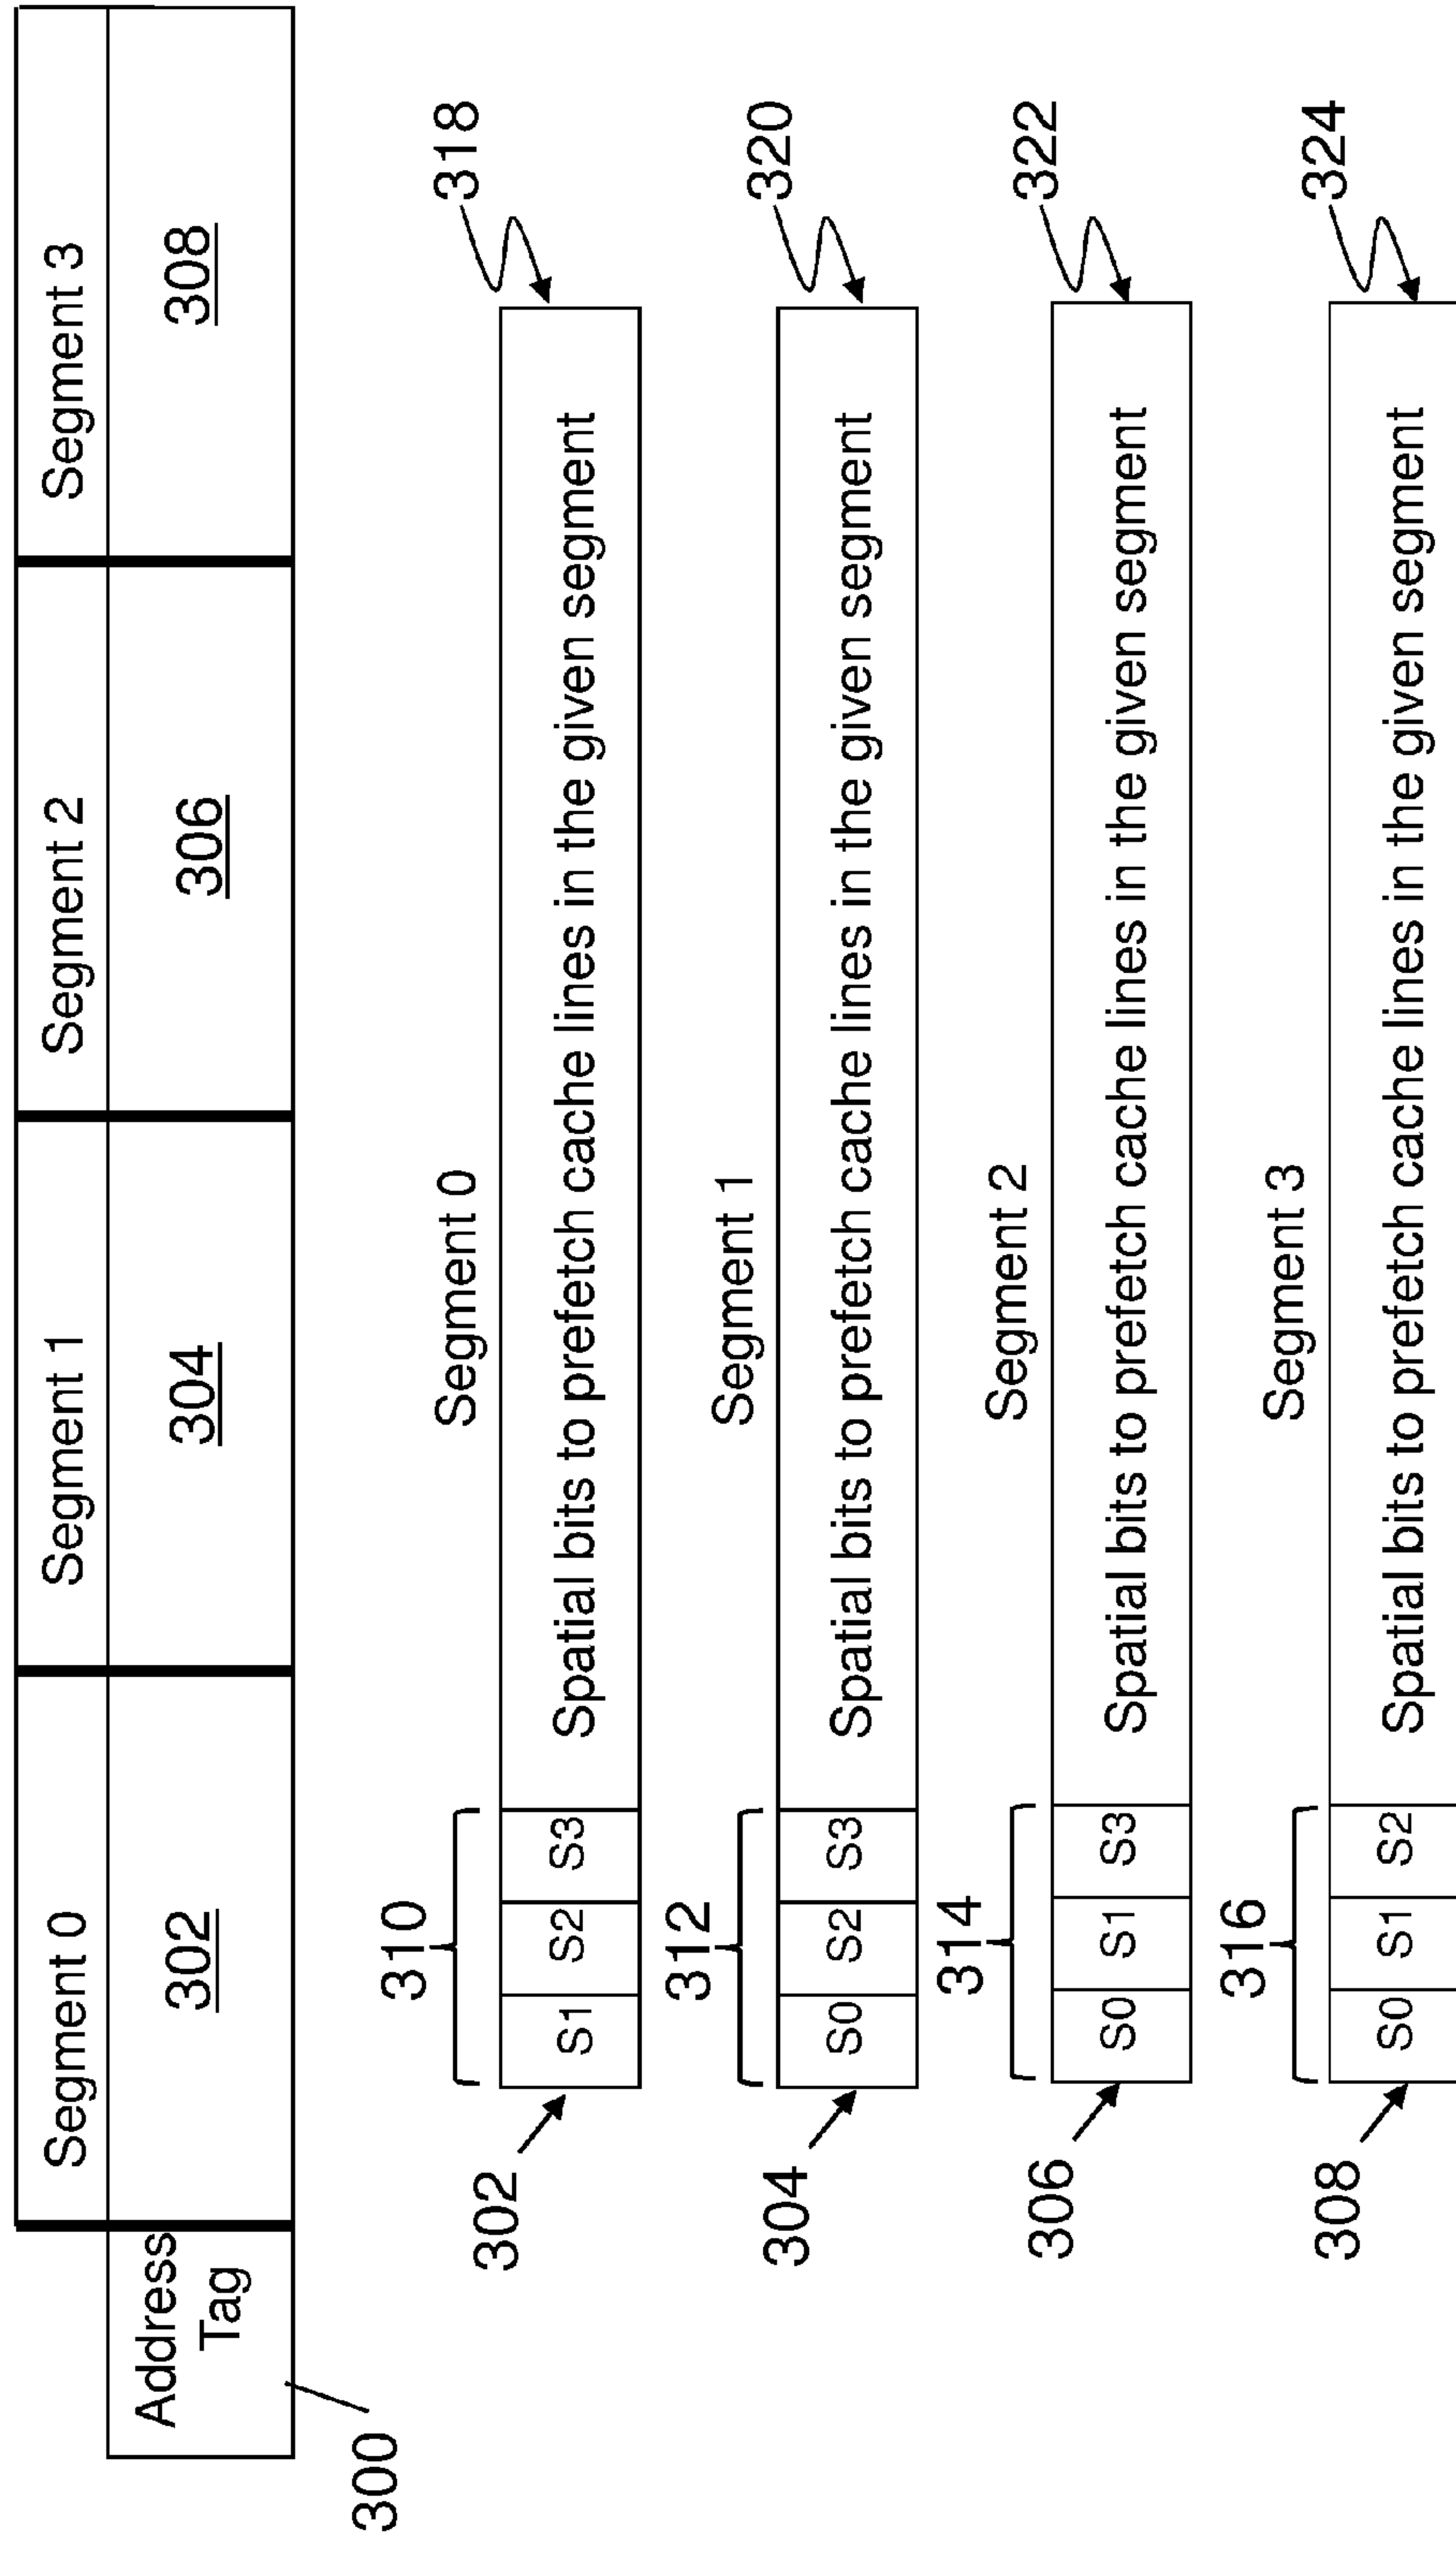 Segment 0 Segment 1 Segment 2 Segment 3
Address
Tag
302 304 306 308
300
Segment 0
310
318
302
S1 S2 S3 Spatial bits to prefetch cache lines in the given segment
Segment 1
312
320
304
S0 S2 S3 Spatial bits to prefetch cache lines in the given segment
Segment 2
314
322
306
S0 S1 S3 Spatial bits to prefetch cache lines in the given segment
Segment 3
316
324
308
S0 S1 S2 Spatial bits to prefetch cache lines in the given segment